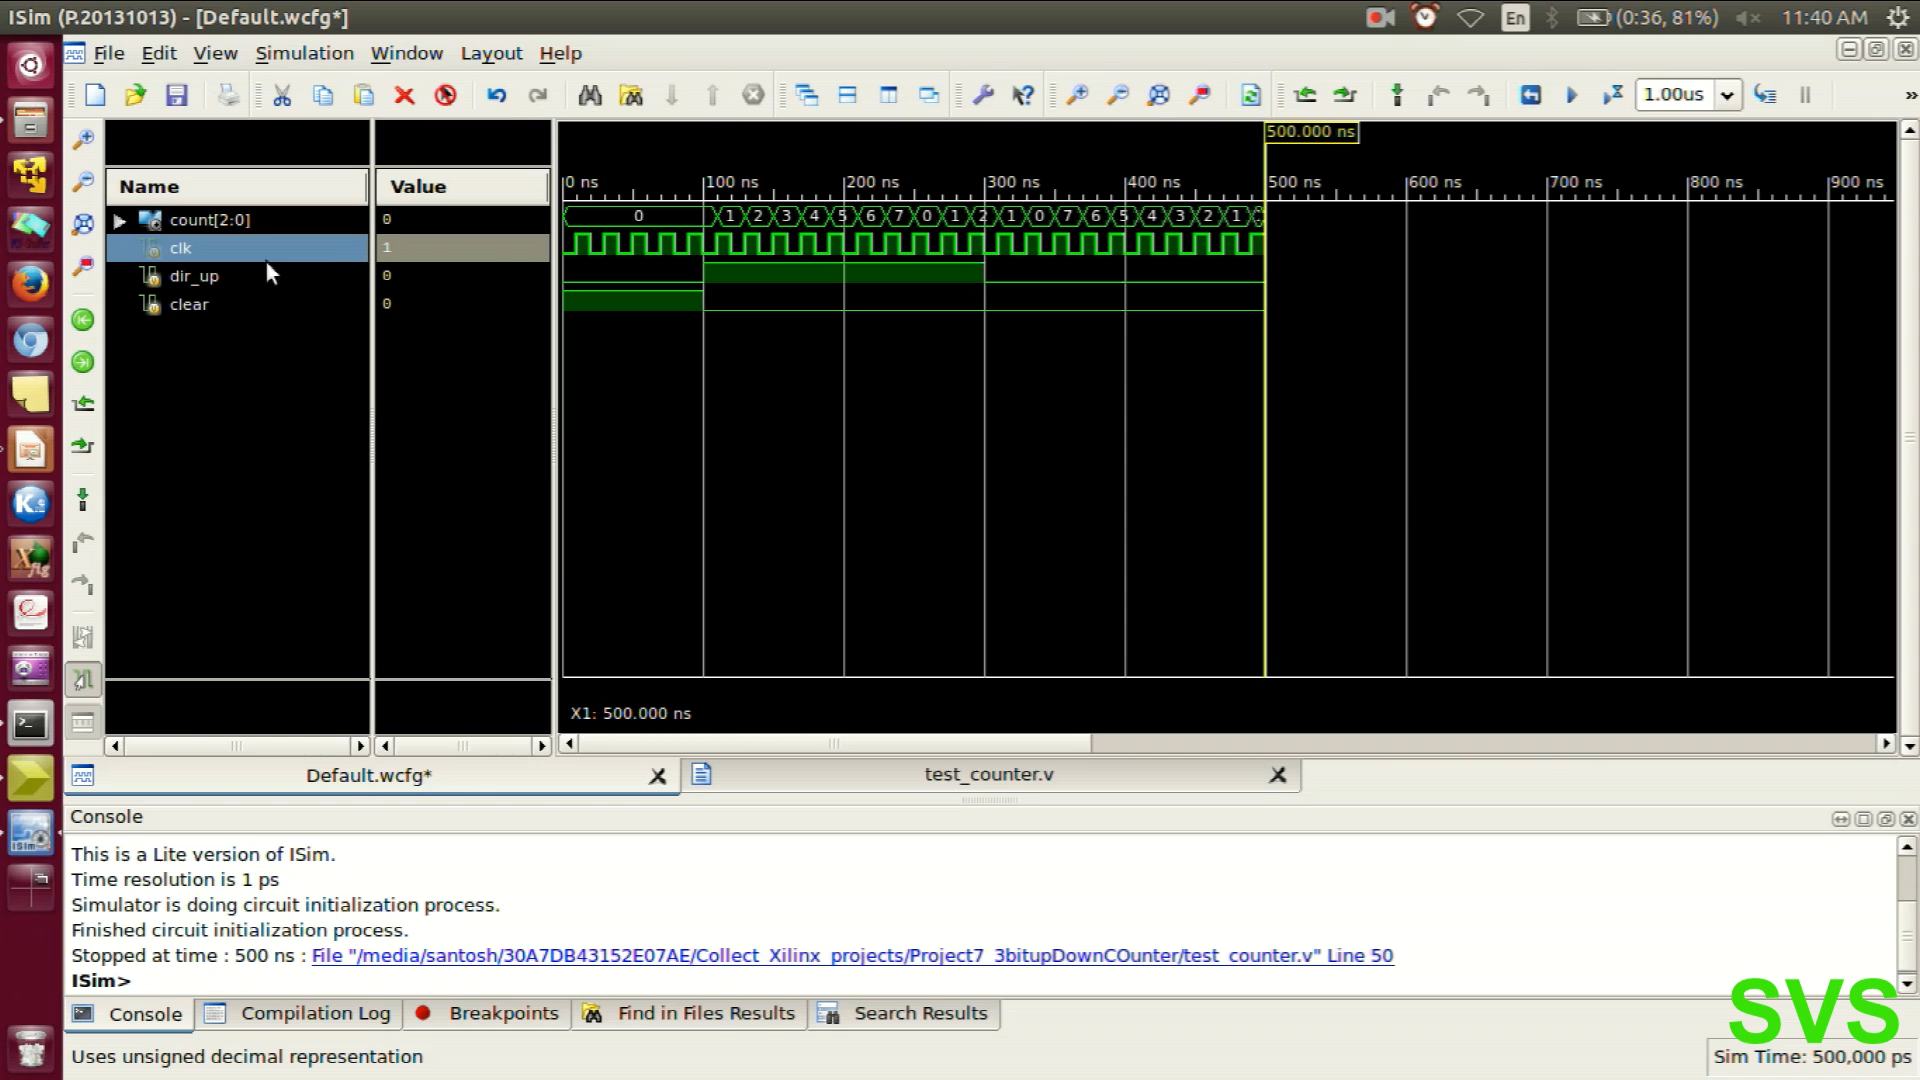 ISim (P.20131013) - [Default.wcfg*]
En (0:36, 81%) 11:40 AM
File Edit View Simulation Window Layout Help
1.00us
500.000 ns
Name Value
0 ns 100 ns 200 ns 300 ns 400 ns 500 ns 600 ns 700 ns 800 ns 900 ns
count[2:0] 0 0 1 2 3 4 5 6 7 0 1 2 1 0 7 6 5 4 3 2 1
clk 1
dir_up 0
clear 0
X1: 500.000 ns
Default.wcfg* test_counter.v
Console
This is a Lite version of ISim.
Time resolution is 1 ps
Simulator is doing circuit initialization process.
Finished circuit initialization process.
Stopped at time : 500 ns : File "/media/santosh/30A7DB43152E07AE/Collect_Xilinx_projects/Project7_3bitupDownCOunter/test_counter.v" Line 50
ISim>
Console Compilation Log Breakpoints Find in Files Results Search Results
SVS
Uses unsigned decimal representation
Sim Time: 500,000 ps